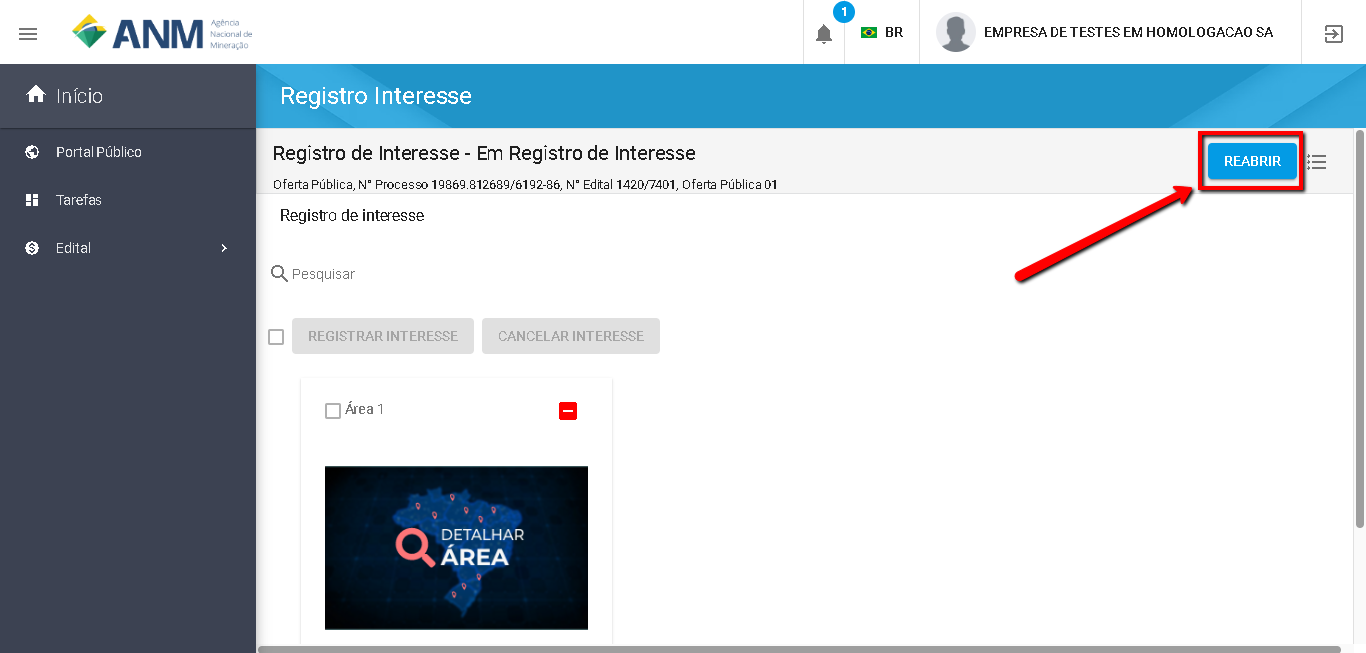 ANM
Agência
Nacional de
Mineração
1
BR
EMPRESA DE TESTES EM HOMOLOGACAO SA
Início
Portal Público
Tarefas
Edital
Registro Interesse
Registro de Interesse - Em Registro de Interesse
Oferta Pública, N° Processo 19869.812689/6192-86, N° Edital 1420/7401, Oferta Pública 01
REABRIR
Registro de interesse
Pesquisar
REGISTRAR INTERESSE
CANCELAR INTERESSE
Área 1
DETALHAR
ÁREA